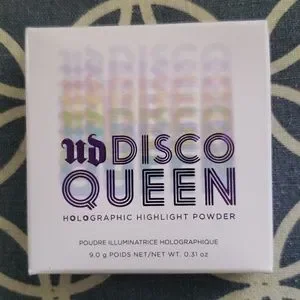 UD DISCO
QUEEN
HOLOGRAPHIC HIGHLIGHT POWDER
POUDRE ILLUMINATRICE HOLOGRAPHIQUE
9.0 g POIDS NET/NET WT. 0.31 oz